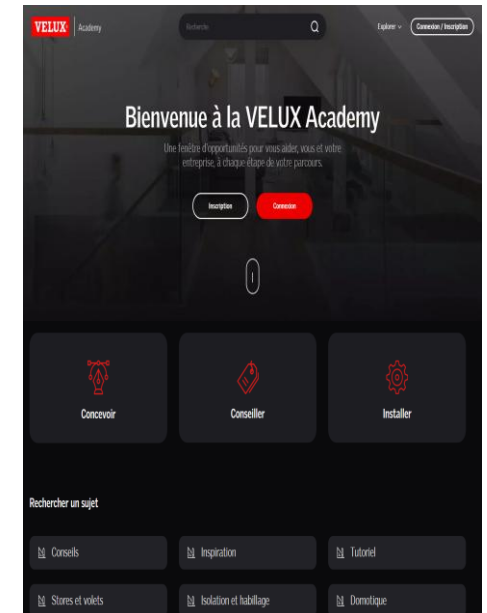 VELUX Academy
Recherche
Explorer
Connexion / Inscription
Bienvenue à la VELUX Academy
Une fenêtre d'opportunités pour vous aider, vous et votre
entreprise, à chaque étape de votre parcours.
Inscription
Connexion
Concevoir
Conseiller
Installer
Rechercher un sujet
Conseils
Inspiration
Tutoriel
Stores et volets
Isolation et habillage
Domotique